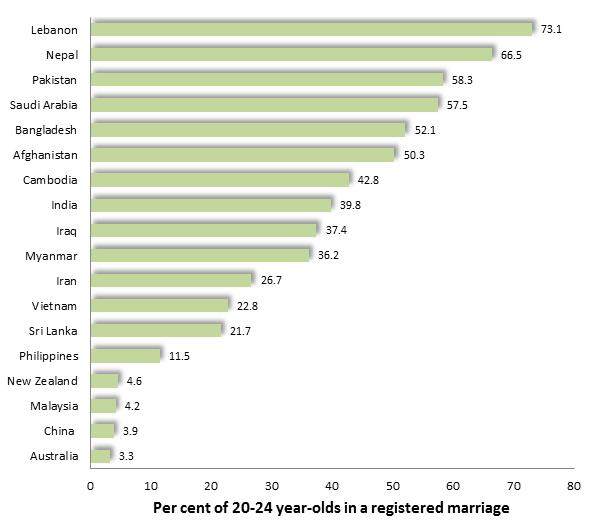 Lebanon 73.1
Nepal 66.5
Pakistan 58.3
Saudi Arabia 57.5
Bangladesh 52.1
Afghanistan 50.3
Cambodia 42.8
India 39.8
Iraq 37.4
Myanmar 36.2
Iran 26.7
Vietnam 22.8
Sri Lanka 21.7
Philippines 11.5
New Zealand 4.6
Malaysia 4.2
China 3.9
Australia 3.3
0 10 20 30 40 50 60 70 80
Per cent of 20-24 year-olds in a registered marriage